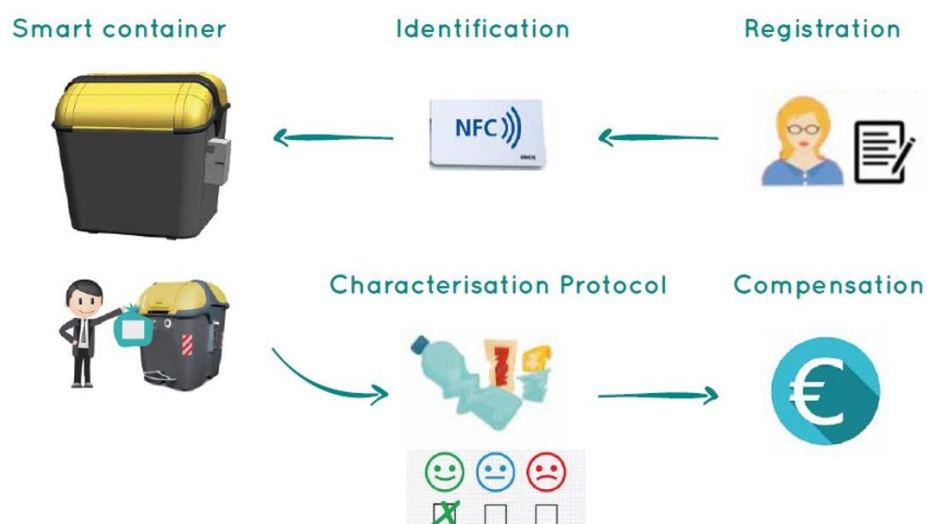 Smart container
Identification
Registration
NFC
Characterisation Protocol
Compensation
€